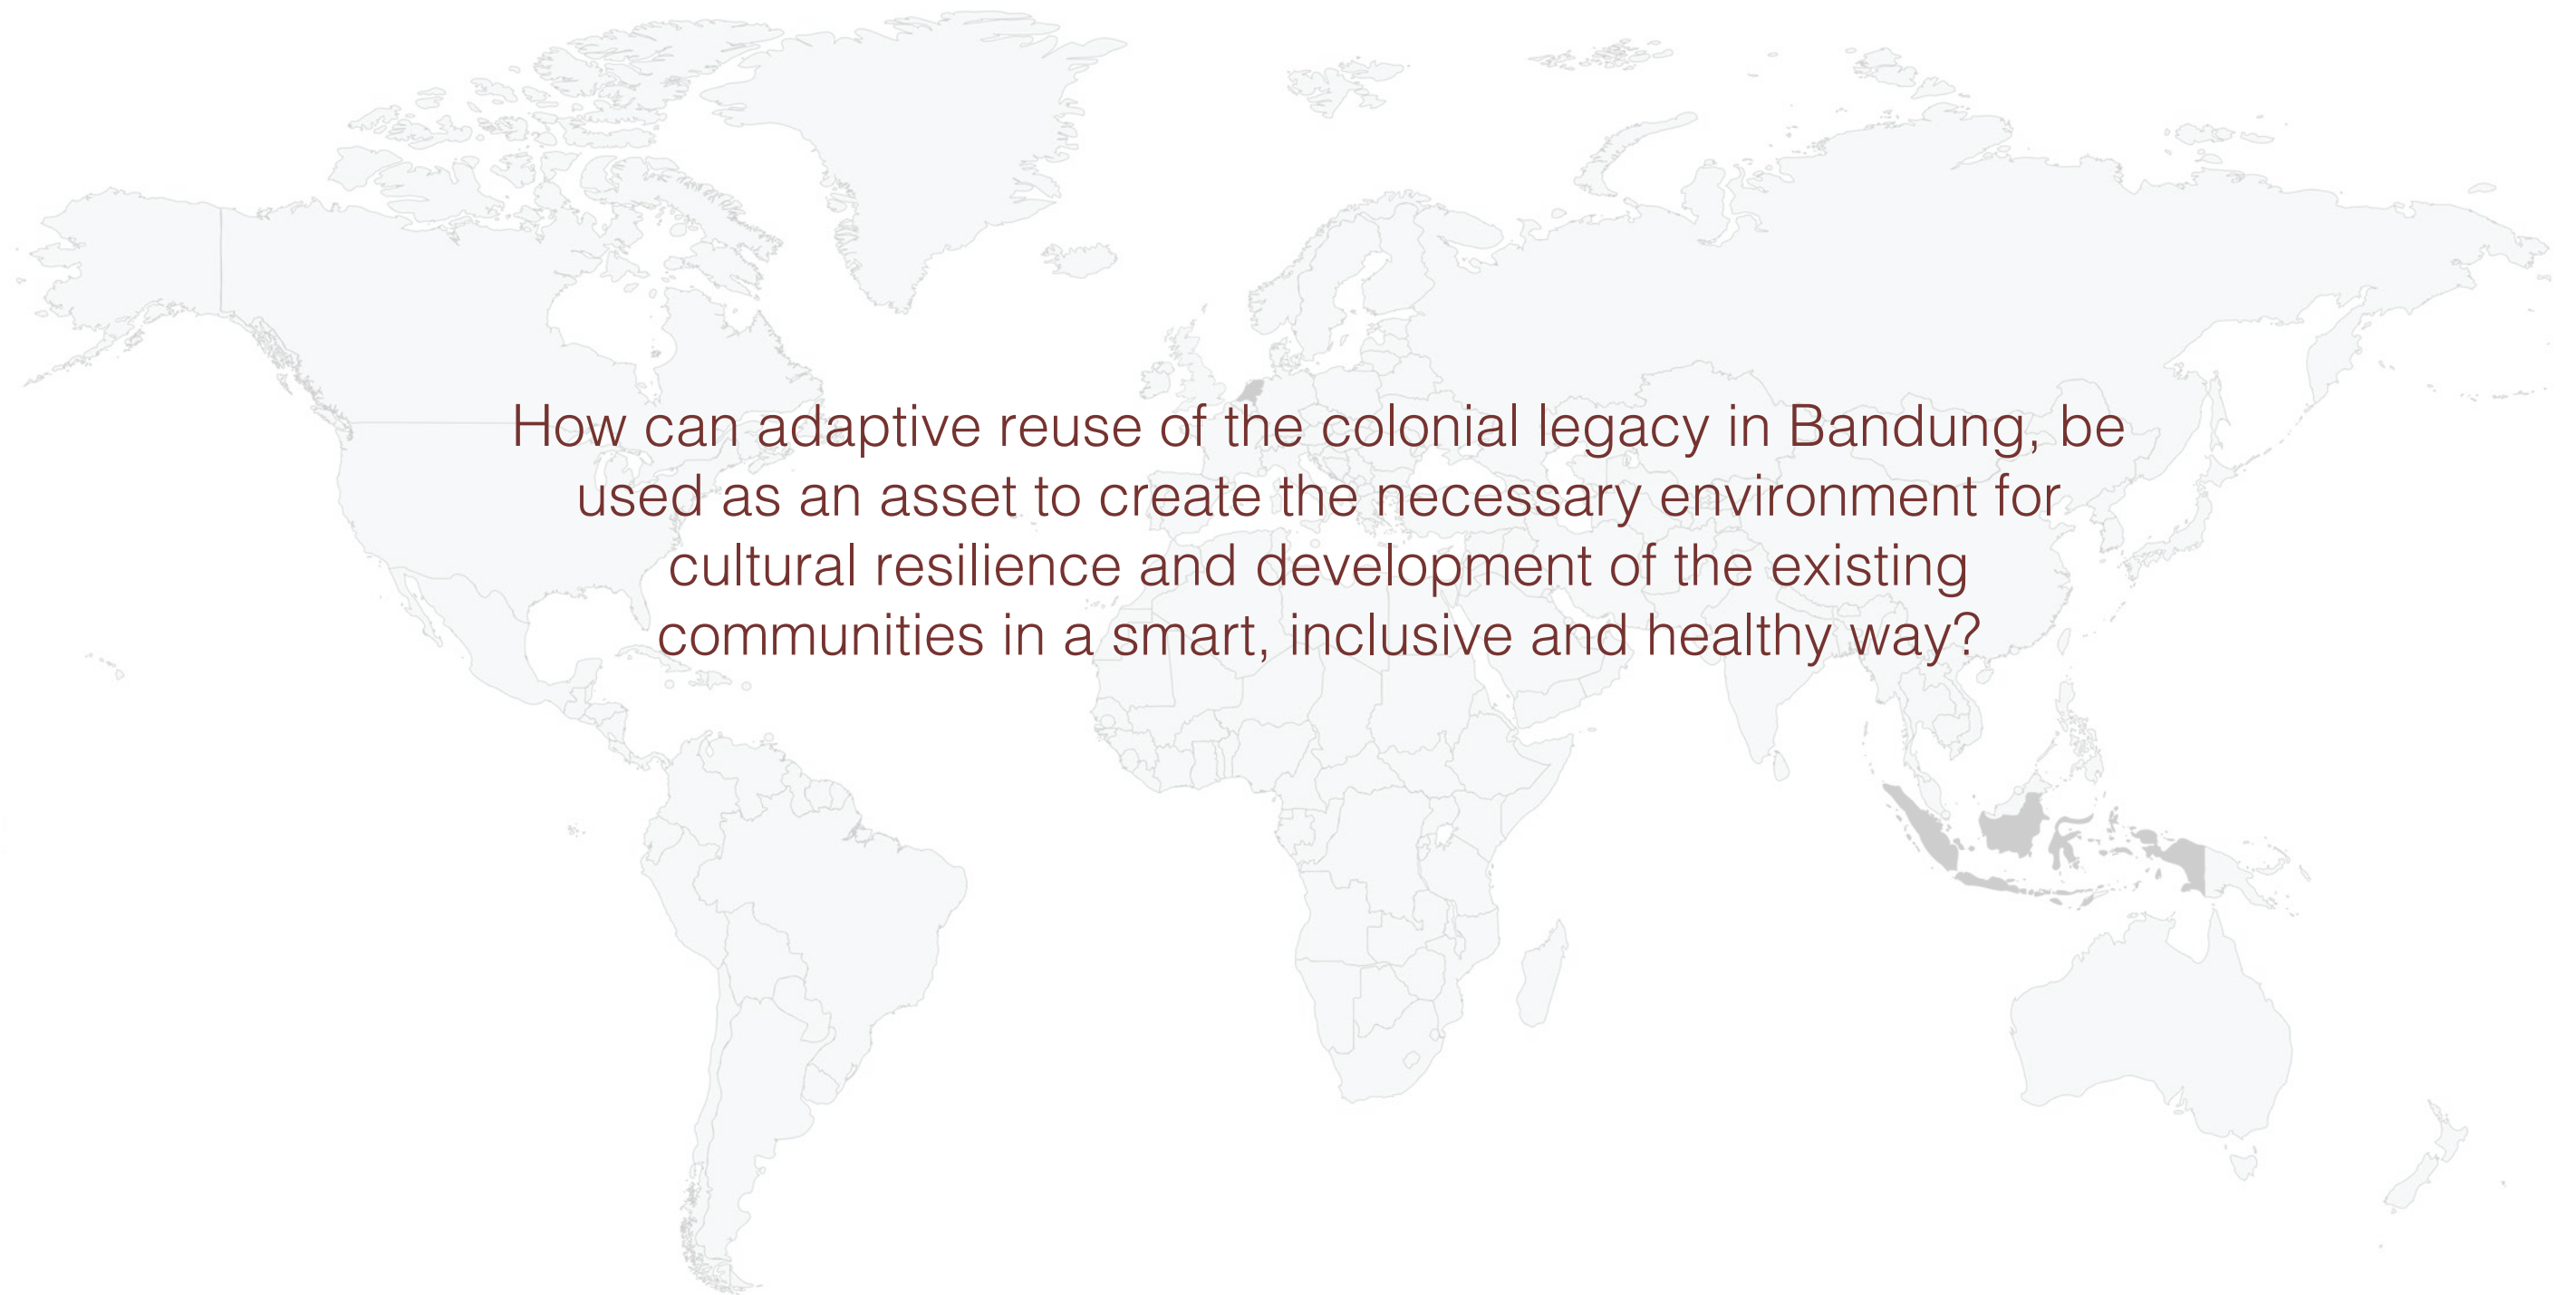 How can adaptive reuse of the colonial legacy in Bandung, be
used as an asset to create the necessary environment for
cultural resilience and development of the existing
communities in a smart, inclusive and healthy way?